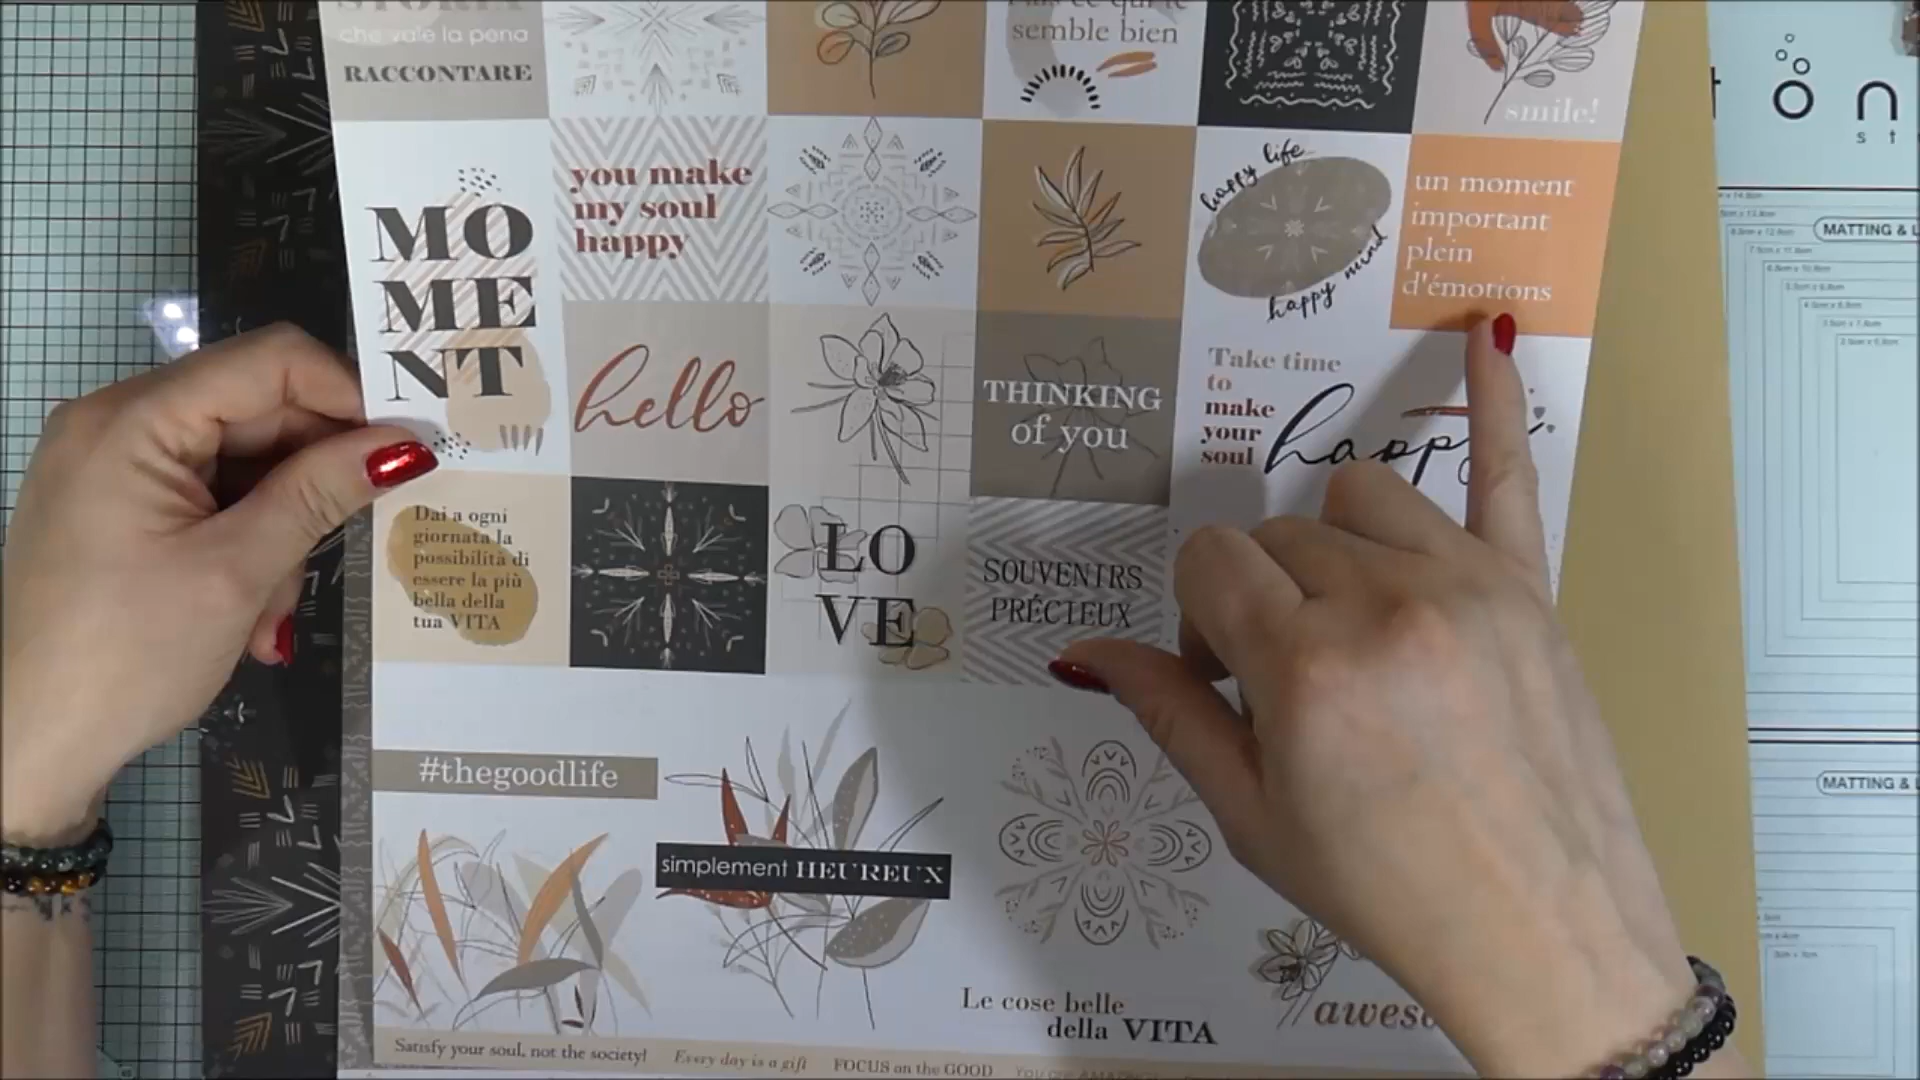 STORIA
che vale la pena
RACCONTARE
semble bien
smile!
MO
ME
NT
you make
my soul
happy
happy life
happy mind
un moment
important
plein
d'émotions
hello
THINKING
of you
Take time
to
make
your
soul
happy
Dai a ogni
giornata la
possibilità di
essere la più
bella della
tua VITA
LO
VE
SOUVENIRS
PRÉCIEUX
#thegoodlife
simplement HEUREUX
Le cose belle
della VITA
Satisfy your soul, not the society!
Every day is a gift
FOCUS on the GOOD
MATTING &
MATTING &